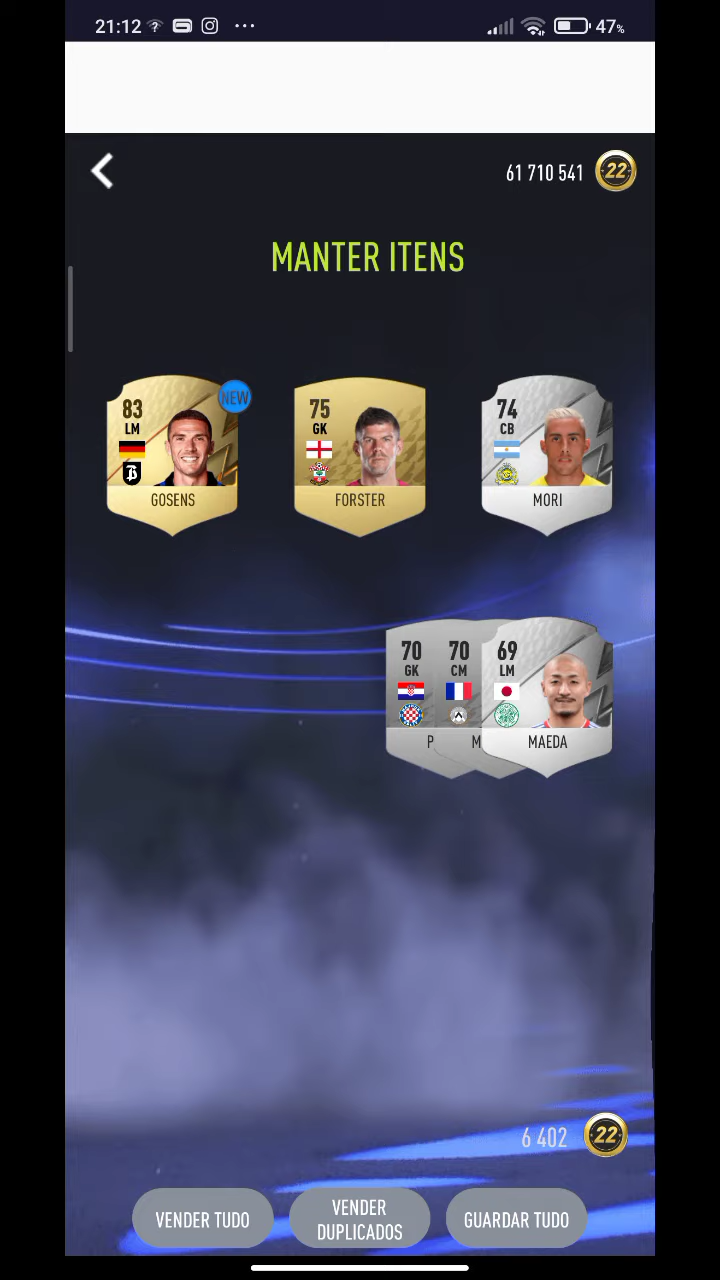 21:12
47%
61 710 541
22
MANTER ITENS
83
LM
NEW
GOSENS
75
GK
FORSTER
74
CB
MORI
70
GK
P
70
CM
M
69
LM
MAEDA
6 402
22
VENDER TUDO
VENDER
DUPLICADOS
GUARDAR TUDO